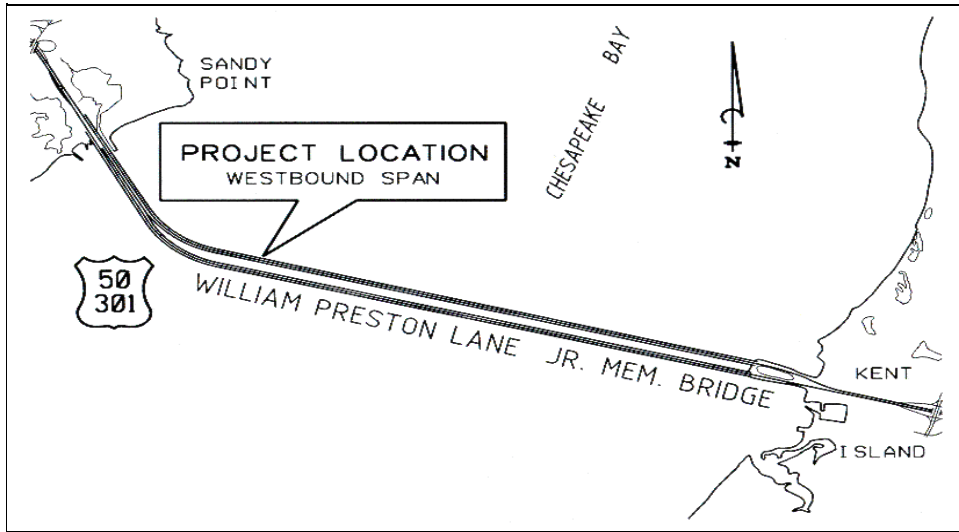 SANDY
POINT
CHESAPEAKE BAY
PROJECT LOCATION
WESTBOUND SPAN
N
50
301
WILLIAM PRESTON LANE JR. MEM. BRIDGE
KENT
ISLAND